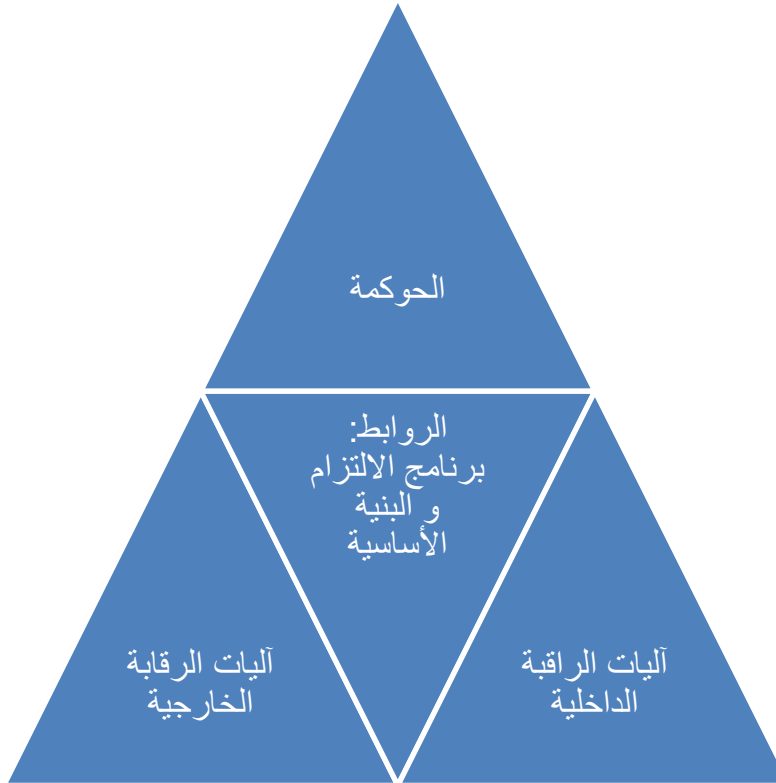 الحوكمة
الروابط:
برنامج الالتزام
و البنية
الأساسية
آليات الراقبة
الداخلية
آليات الرقابة
الخارجية